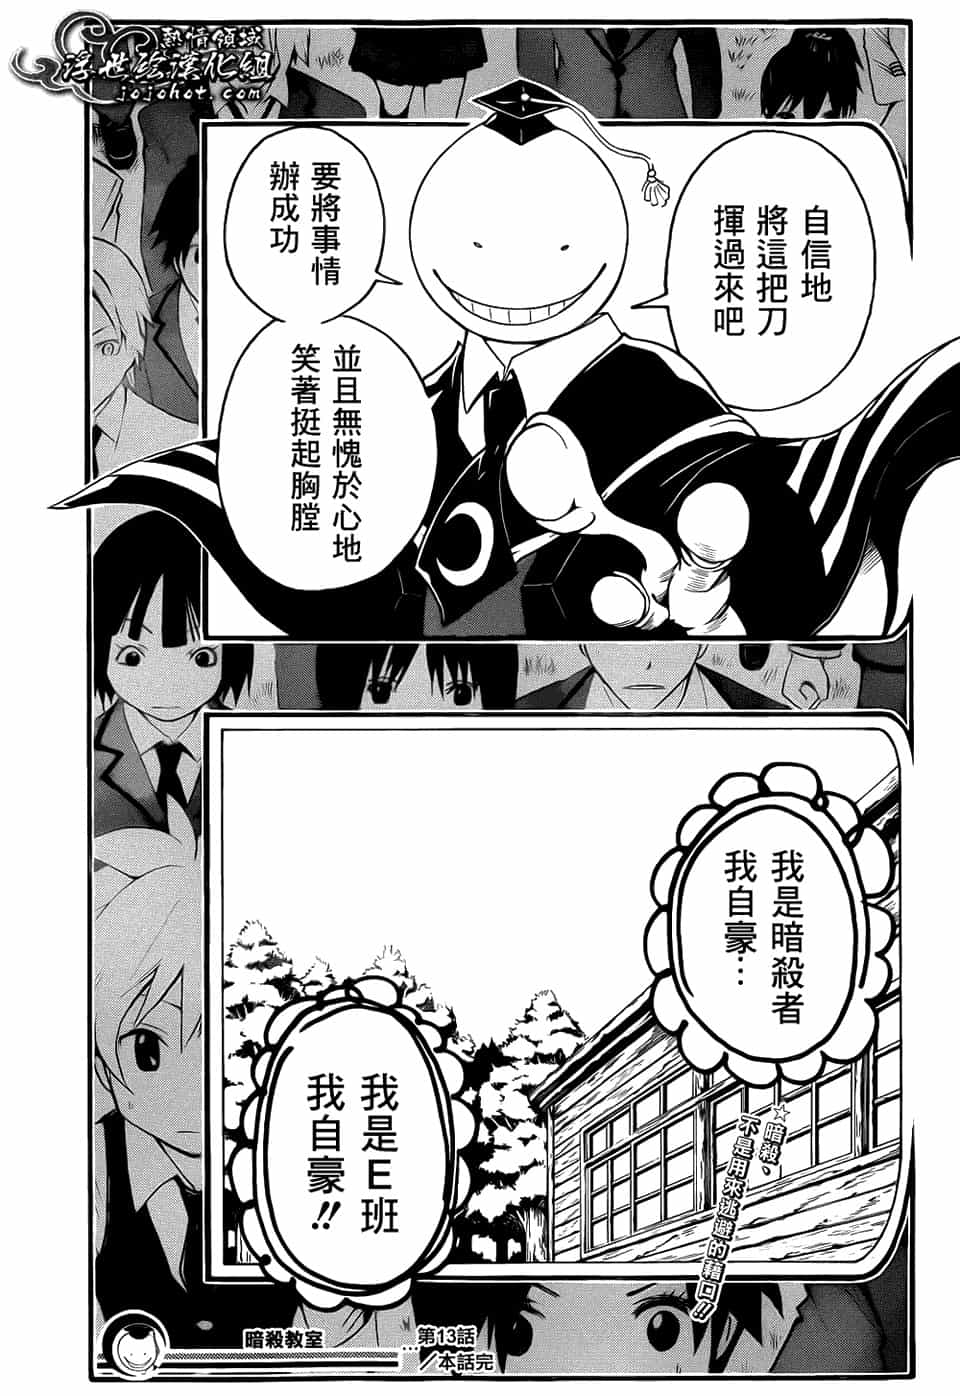 熱情領域
浮世絵漢化組
jojohot.com
自信地
將這把刀
揮過來吧
要將事情
辦成功
並且無愧於心地
笑著挺起胸膛
我是暗殺者
我自豪…
我是E班
我自豪!!
★暗殺、
不是用來逃避的藉口!!
暗殺教室
…第13話
／本話完